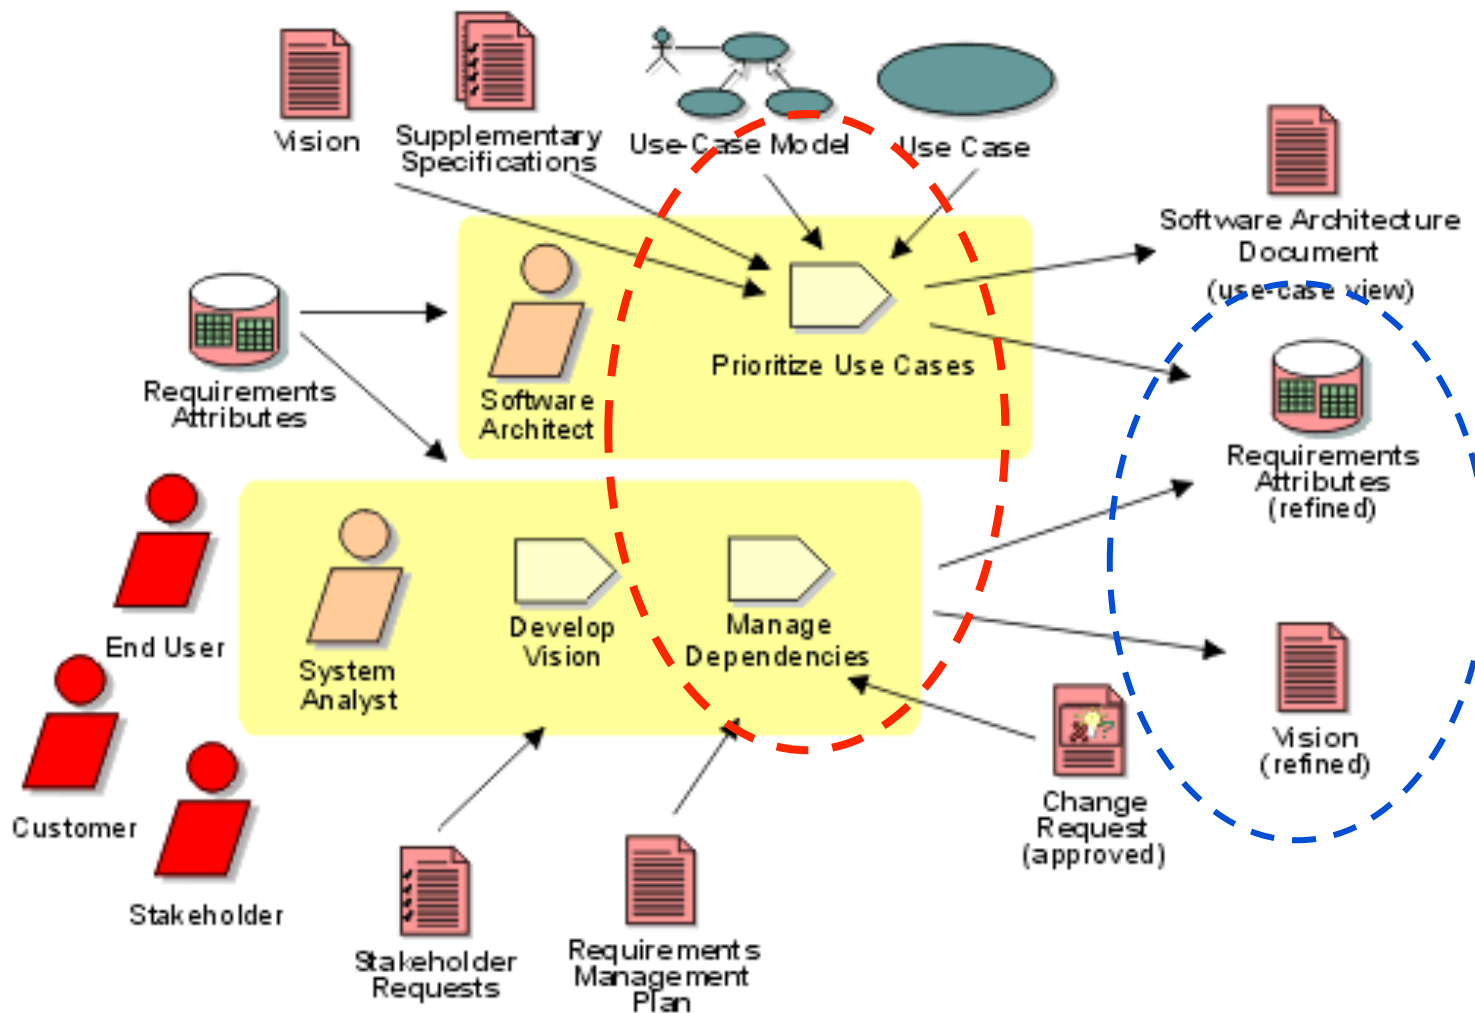 Vision
Supplementary
Specifications
Use-Case Model
Use Case
Software Architecture
Document
(use-case view)
Requirements
Attributes
Software
Architect
Prioritize Use Cases
Requirements
Attributes
(refined)
End User
System
Analyst
Develop
Vision
Manage
Dependencies
Vision
(refined)
Customer
Change
Request
(approved)
Stakeholder
Stakeholder
Requests
Requirements
Management
Plan